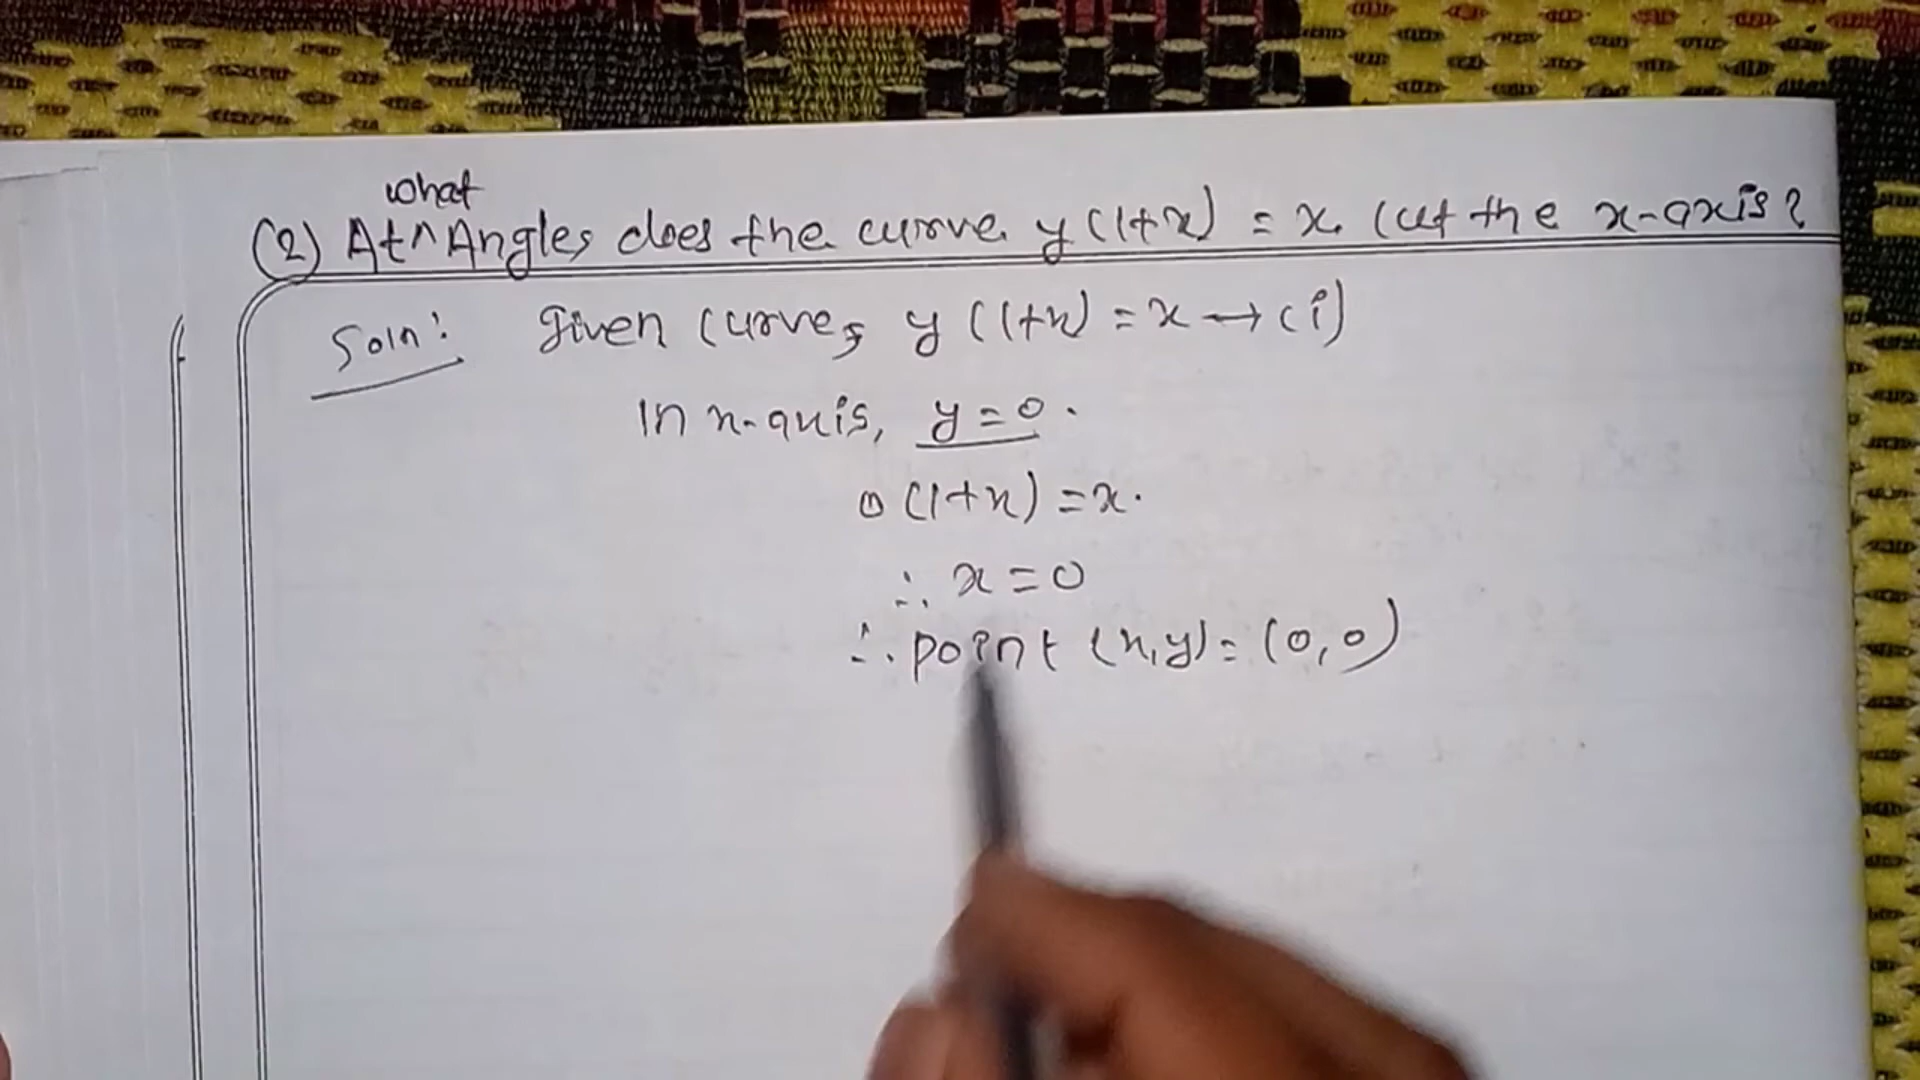 what
(2) At^Angles does the curve y(1+x) = x. Cut the x-axis?
Soln: Given curve, y(1+x) = x → (i)
In x-axis, y=0.
0(1+x) = x.
∴ x=0
∴ point (x,y) = (0,0)